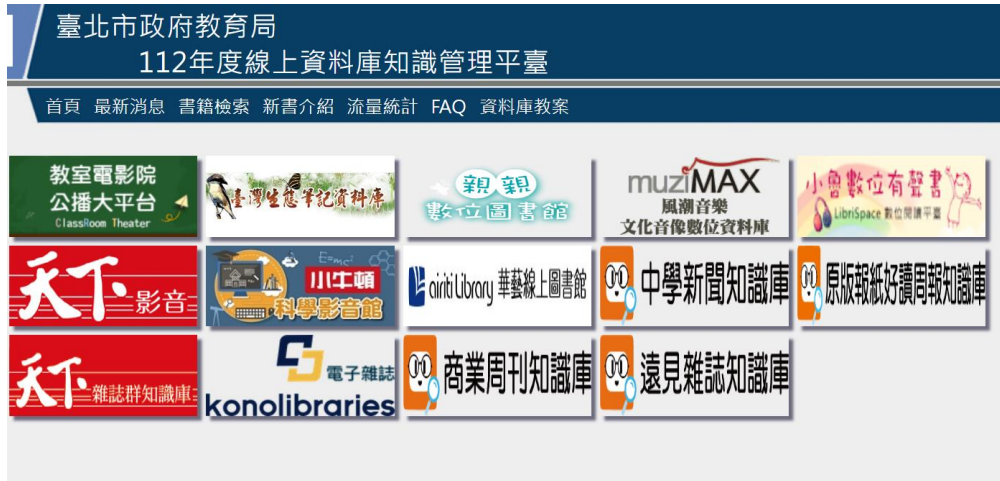 臺北市政府教育局
112年度線上資料庫知識管理平臺
首頁 最新消息 書籍檢索 新書介紹 流量統計 FAQ 資料庫教案
教室電影院
公播大平台
ClassRoom Theater
臺灣生態筆記資料庫
親親
數位圖書館
muziMAX
風潮音樂
文化音像數位資料庫
小魯數位有聲書
LibriSpace 數位閱讀平臺
天下影音
E=mc²
小牛頓
科學影音館
airiti Library 華藝線上圖書館
中學新聞知識庫
原版報紙好讀周報知識庫
天下雜誌群知識庫
電子雜誌
konolibraries
商業周刊知識庫
遠見雜誌知識庫